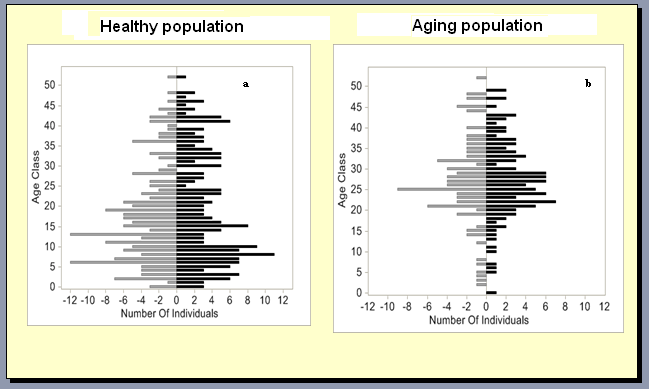 Healthy population
Aging population
a
50
45
40
35
30
25
20
15
10
5
0
Age Class
-12 -10 -8 -6 -4 -2 0 2 4 6 8 10 12
Number Of Individuals
b
50
45
40
35
30
25
20
15
10
5
0
Age Class
-12 -10 -8 -6 -4 -2 0 2 4 6 8 10 12
Number Of Individuals